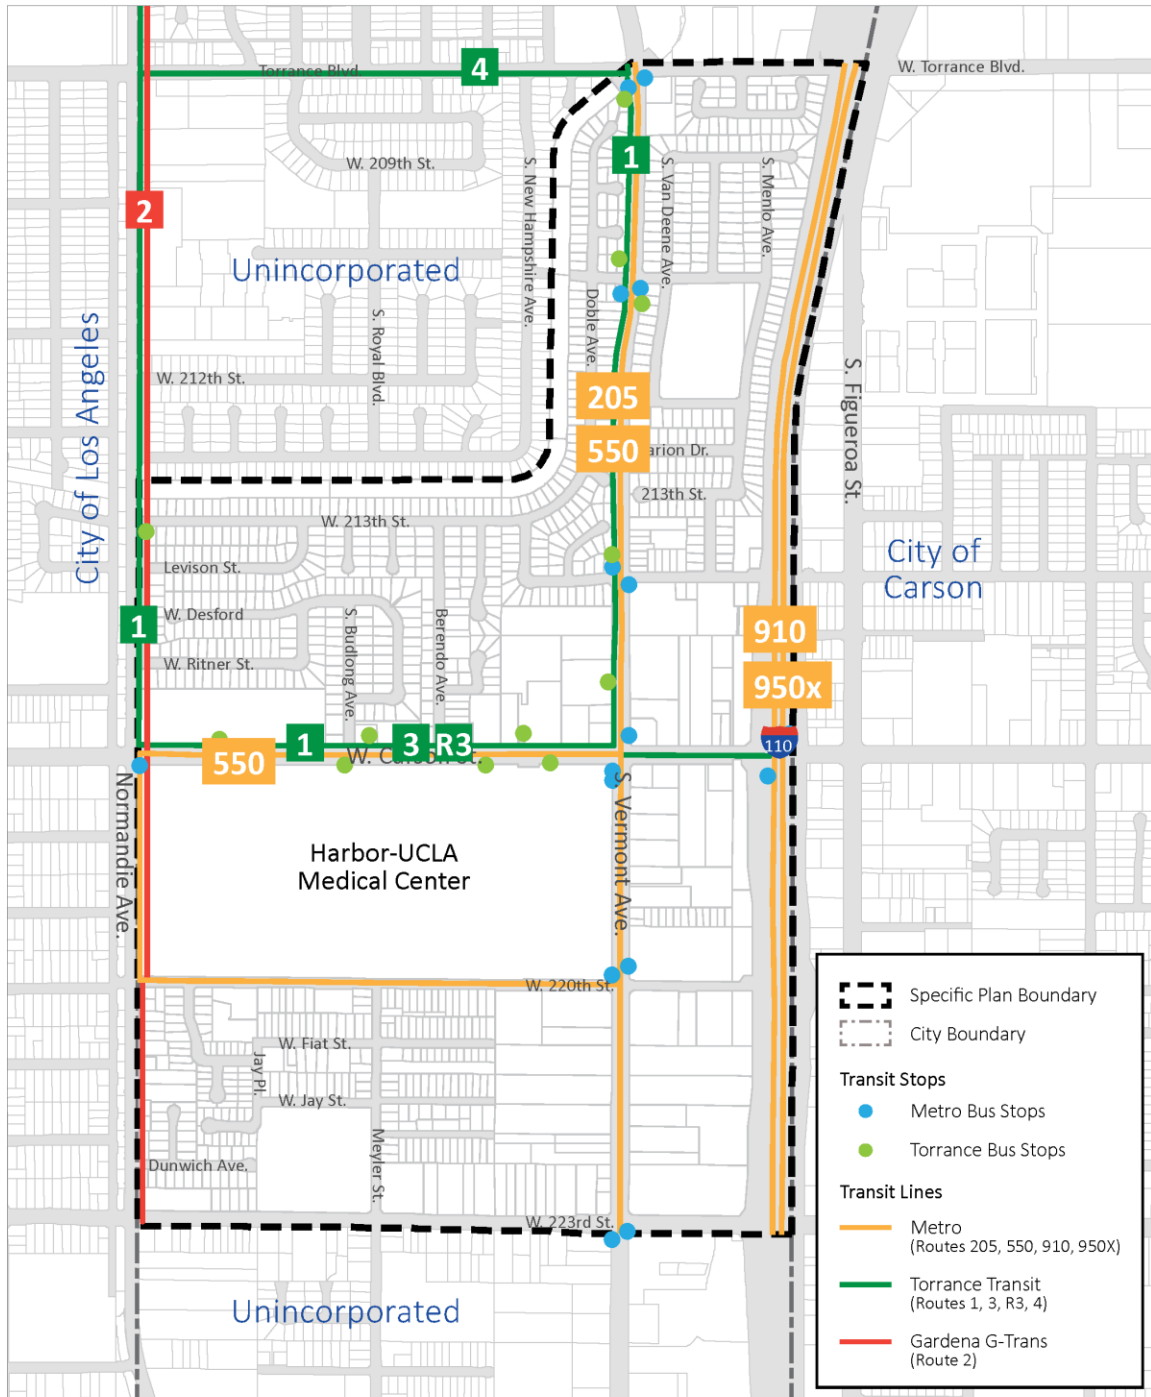 4
Torrance Blvd.
W. Torrance Blvd.
1
W. 209th St.
S. New Hampshire Ave.
S. Van Deene Ave.
S. Menlo Ave.
2
Unincorporated
Doble Ave.
S. Royal Blvd.
City of Los Angeles
W. 212th St.
S. Figueroa St.
205
550
arion Dr.
213th St.
W. 213th St.
City of
Carson
Levison St.
1
W. Desford
S. Budlong Ave.
Berendo Ave.
910
W. Ritner St.
950x
1
3
R3
110
550
W. Carson St.
Normandie Ave.
S. Vermont Ave.
Harbor-UCLA
Medical Center
W. 220th St.
W. Fiat St.
Jay Pl.
W. Jay St.
Meyler St.
Dunwich Ave.
W. 223rd St.
Unincorporated
Specific Plan Boundary
City Boundary
Transit Stops
Metro Bus Stops
Torrance Bus Stops
Transit Lines
Metro
(Routes 205, 550, 910, 950X)
Torrance Transit
(Routes 1, 3, R3, 4)
Gardena G-Trans
(Route 2)